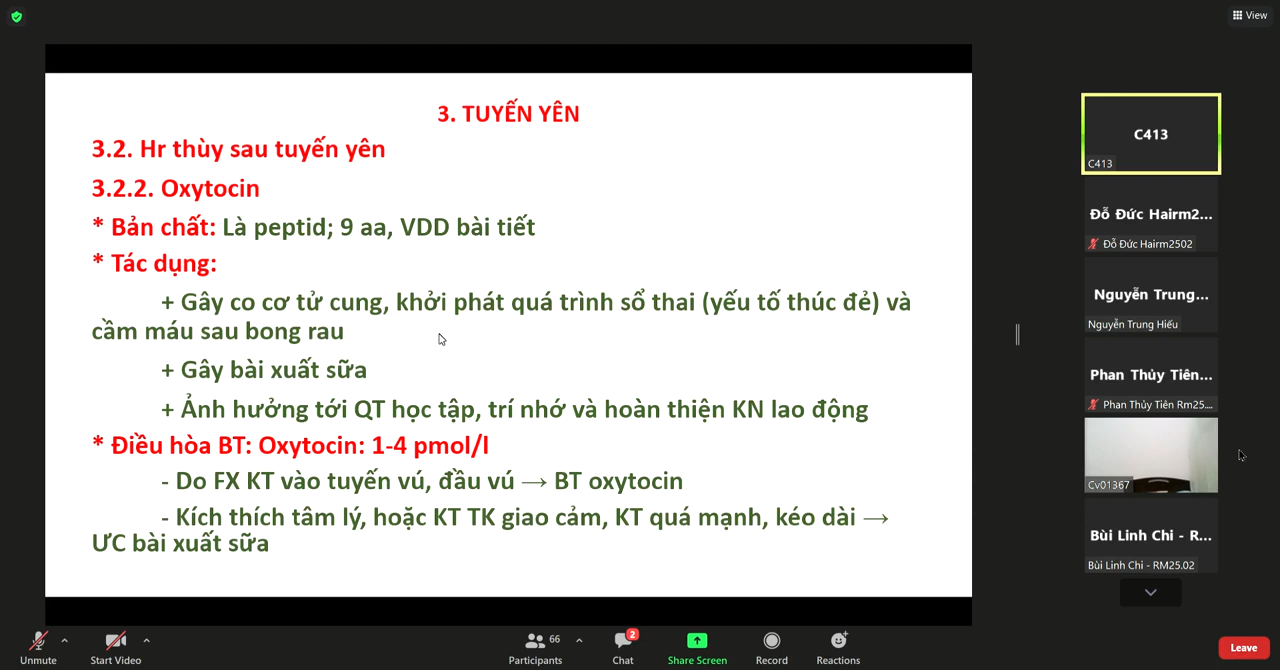 View
3. TUYẾN YÊN
3.2. Hr thùy sau tuyến yên
3.2.2. Oxytocin
* Bản chất: Là peptid; 9 aa, VDD bài tiết
* Tác dụng:
+ Gây co cơ tử cung, khởi phát quá trình sổ thai (yếu tố thúc đẻ) và
cầm máu sau bong rau
+ Gây bài xuất sữa
+ Ảnh hưởng tới QT học tập, trí nhớ và hoàn thiện KN lao động
* Điều hòa BT: Oxytocin: 1-4 pmol/l
- Do FX KT vào tuyến vú, đầu vú → BT oxytocin
- Kích thích tâm lý, hoặc KT TK giao cảm, KT quá mạnh, kéo dài →
ƯC bài xuất sữa
C413
C413
Đỗ Đức Hairm2...
Đỗ Đức Hairm2502
Nguyễn Trung...
Nguyễn Trung Hiếu
Phan Thủy Tiên...
Phan Thủy Tiên Rm25....
Cv01367
Bùi Linh Chi - R...
Bùi Linh Chi - RM25.02
Unmute
Start Video
66
Participants
2
Chat
Share Screen
Record
Reactions
Leave